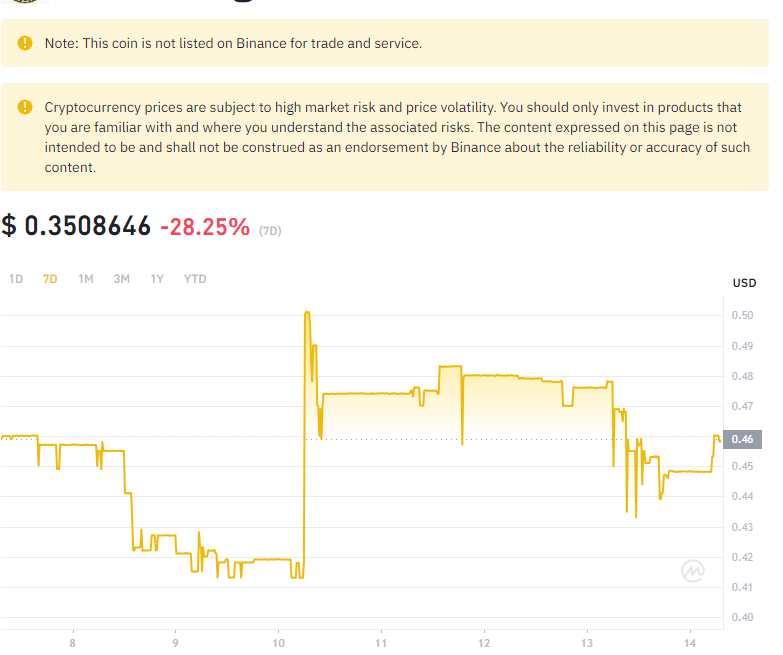 Note: This coin is not listed on Binance for trade and service.
Cryptocurrency prices are subject to high market risk and price volatility. You should only invest in products that
you are familiar with and where you understand the associated risks. The content expressed on this page is not
intended to be and shall not be construed as an endorsement by Binance about the reliability or accuracy of such
content.
$ 0.3508646 -28.25% (7D)
1D 7D 1M 3M 1Y YTD
USD
0.50
0.49
0.48
0.47
0.46
0.45
0.44
0.43
0.42
0.41
0.40
8 9 10 11 12 13 14